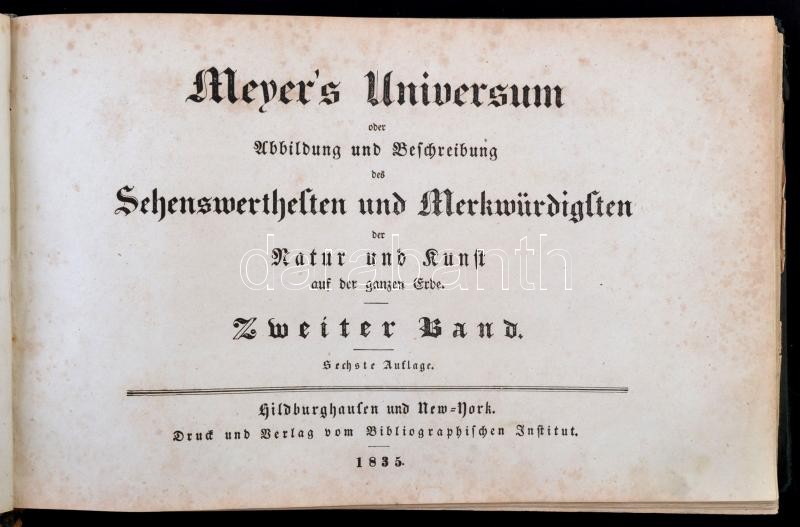 Meyer's Universum
oder
Abbildung und Beschreibung
des
Sehenswerthesten und Merkwürdigsten
der
Natur und Kunst
darabanth
auf der ganzen Erde.
Zweiter Band.
Sechste Auflage.
Hildburghausen und New-York.
Druck und Verlag vom Bibliographischen Institut.
1835.